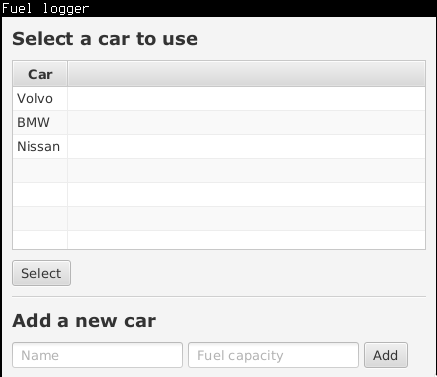 Fuel logger
Select a car to use
Car
Volvo
BMW
Nissan
Select
Add a new car
Name Fuel capacity Add